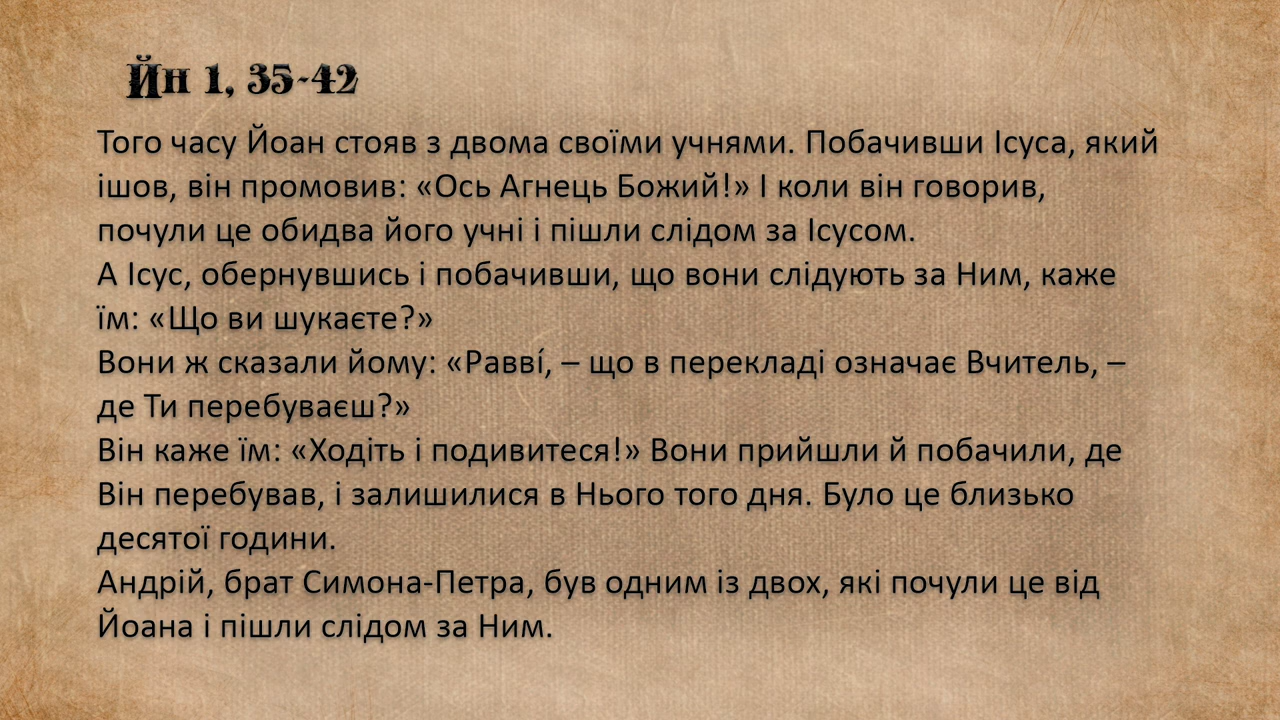 Йн 1, 35-42
Того часу Йоан стояв з двома своїми учнями. Побачивши Ісуса, який
ішов, він промовив: «Ось Агнець Божий!» І коли він говорив,
почули це обидва його учні і пішли слідом за Ісусом.
А Ісус, обернувшись і побачивши, що вони слідують за Ним, каже
їм: «Що ви шукаєте?»
Вони ж сказали йому: «Равві́, – що в перекладі означає Вчитель, –
де Ти перебуваєш?»
Він каже їм: «Ходіть і подивитеся!» Вони прийшли й побачили, де
Він перебував, і залишилися в Нього того дня. Було це близько
десятої години.
Андрій, брат Симона-Петра, був одним із двох, які почули це від
Йоана і пішли слідом за Ним.